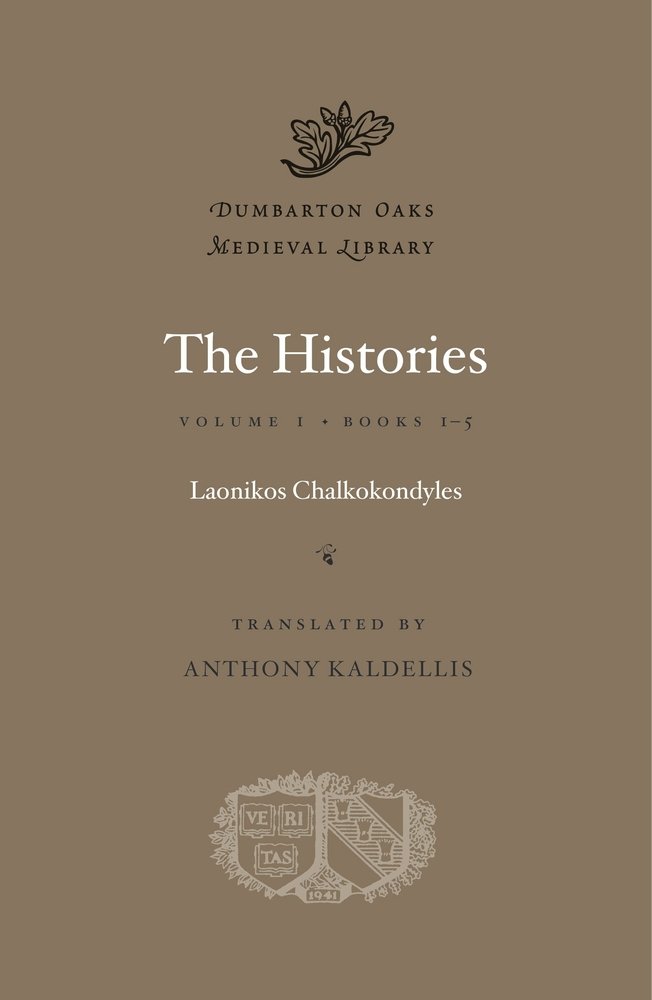 Dumbarton Oaks
Medieval Library
The Histories
VOLUME I • BOOKS 1–5
Laonikos Chalkokondyles
TRANSLATED BY
ANTHONY KALDELLIS
VE RI
TAS
1941